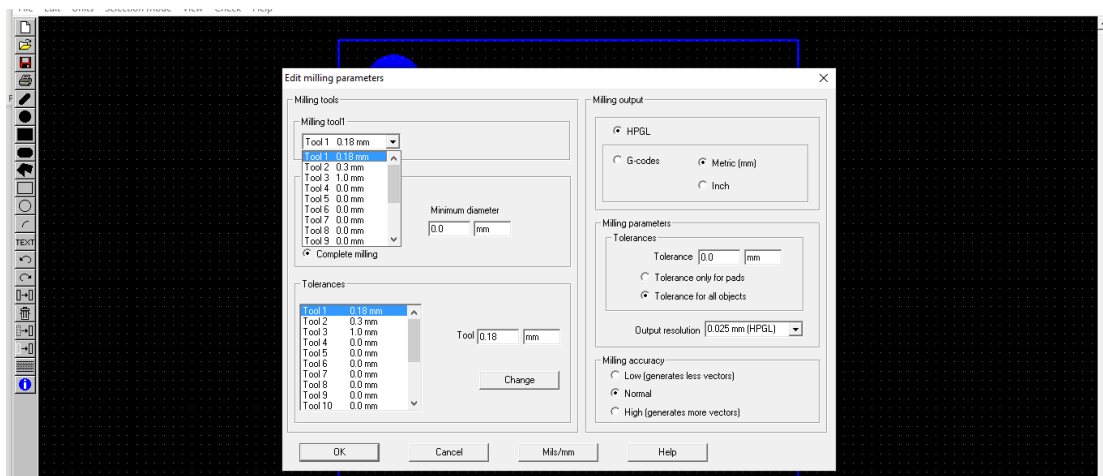 File Edit Units Selection mode View Check Help
TEXT
Edit milling parameters
Milling tools
Milling tool1
Tool 1 0.18 mm
Tool 1 0.18 mm
Tool 2 0.3 mm
Tool 3 1.0 mm
Tool 4 0.0 mm
Tool 5 0.0 mm
Tool 6 0.0 mm
Tool 7 0.0 mm
Tool 8 0.0 mm
Tool 9 0.0 mm
Minimum diameter
0.0 mm
Complete milling
Tolerances
Tool 1 0.18 mm
Tool 2 0.3 mm
Tool 3 1.0 mm
Tool 4 0.0 mm
Tool 5 0.0 mm
Tool 6 0.0 mm
Tool 7 0.0 mm
Tool 8 0.0 mm
Tool 9 0.0 mm
Tool 10 0.0 mm
Tool 0.18 mm
Change
Milling output
HPGL
G-codes
Metric (mm)
Inch
Milling parameters
Tolerances
Tolerance 0.0 mm
Tolerance only for pads
Tolerance for all objects
Output resolution 0.025 mm (HPGL)
Milling accuracy
Low (generates less vectors)
Normal
High (generates more vectors)
OK Cancel Mils/mm Help